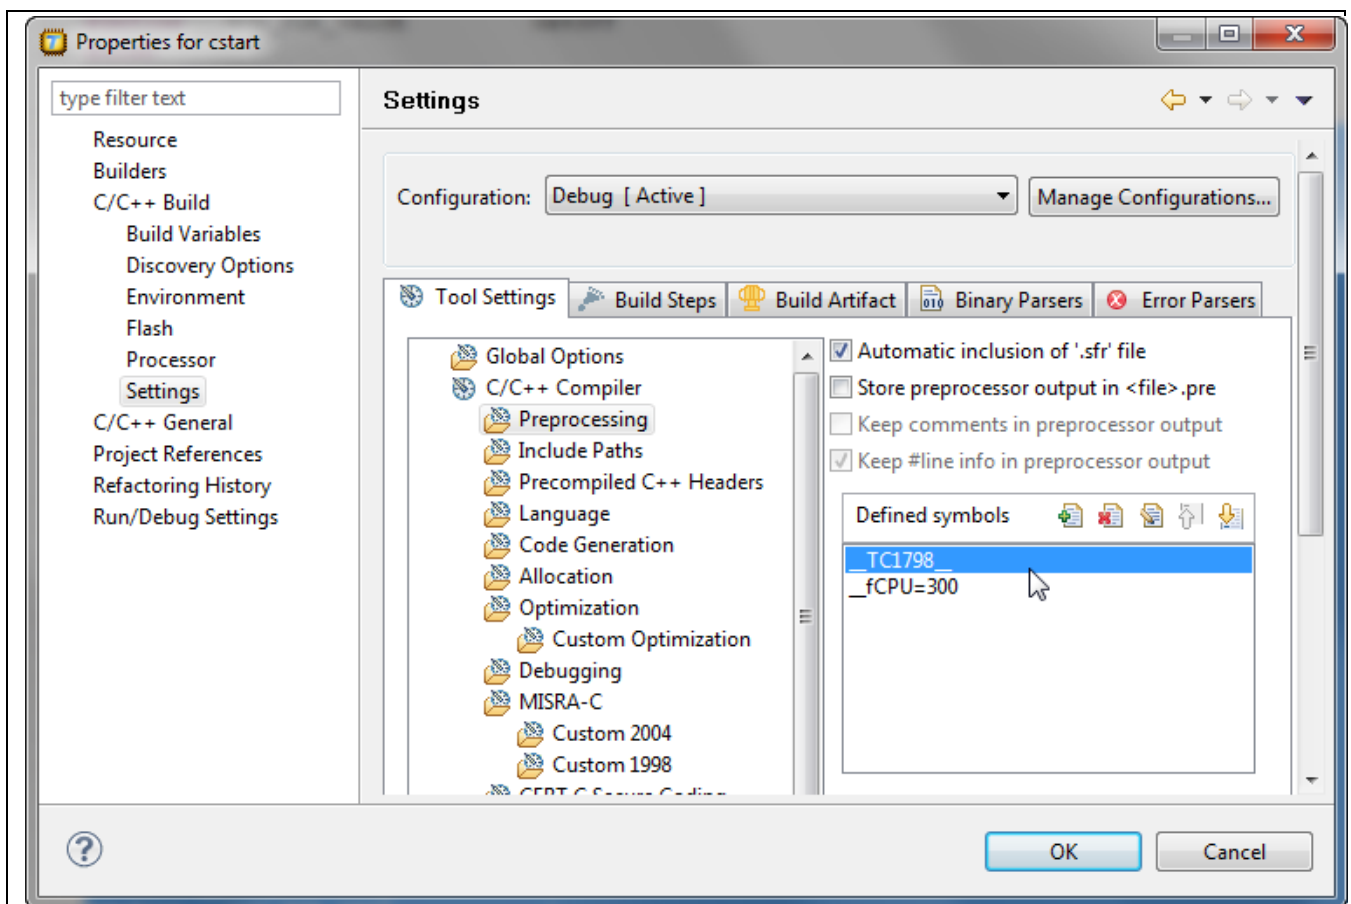 Properties for cstart
type filter text
Resource
Builders
C/C++ Build
Build Variables
Discovery Options
Environment
Flash
Processor
Settings
C/C++ General
Project References
Refactoring History
Run/Debug Settings
Settings
Configuration: Debug [ Active ] Manage Configurations...
Tool Settings Build Steps Build Artifact Binary Parsers Error Parsers
Global Options
C/C++ Compiler
Preprocessing
Include Paths
Precompiled C++ Headers
Language
Code Generation
Allocation
Optimization
Custom Optimization
Debugging
MISRA-C
Custom 2004
Custom 1998
CERT C Secure Coding
Automatic inclusion of '.sfr' file
Store preprocessor output in <file>.pre
Keep comments in preprocessor output
Keep #line info in preprocessor output
Defined symbols
__TC1798__
__fCPU=300
OK Cancel